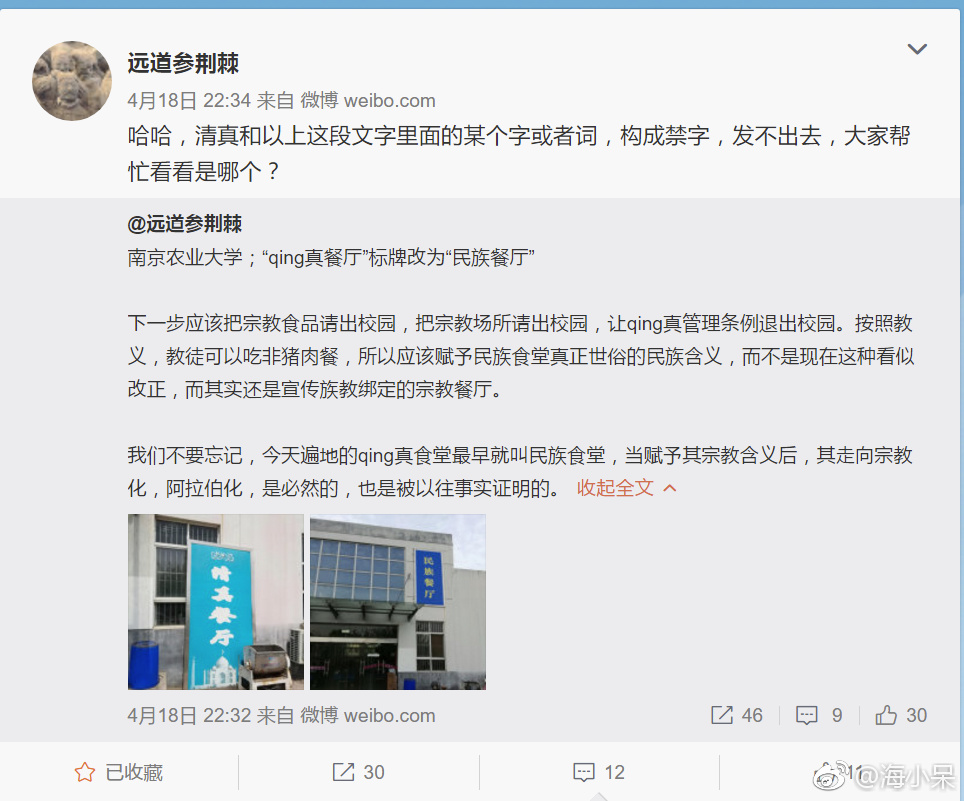 远道参荆棘
4月18日 22:34 来自 微博 weibo.com
哈哈，清真和以上这段文字里面的某个字或者词，构成禁字，发不出去，大家帮
忙看看是哪个？
@远道参荆棘
南京农业大学；“qing真餐厅”标牌改为“民族餐厅”
下一步应该把宗教食品请出校园，把宗教场所请出校园，让qing真管理条例退出校园。按照教
义，教徒可以吃非猪肉餐，所以应该赋予民族食堂真正世俗的民族含义，而不是现在这种看似
改正，而其实还是宣传族教绑定的宗教餐厅。
我们不要忘记，今天遍地的qing真食堂最早就叫民族食堂，当赋予其宗教含义后，其走向宗教
化，阿拉伯化，是必然的，也是被以往事实证明的。 收起全文
清真餐厅
民族餐厅
4月18日 22:32 来自 微博 weibo.com
46 9 30
已收藏 30 12 11
@海小呆